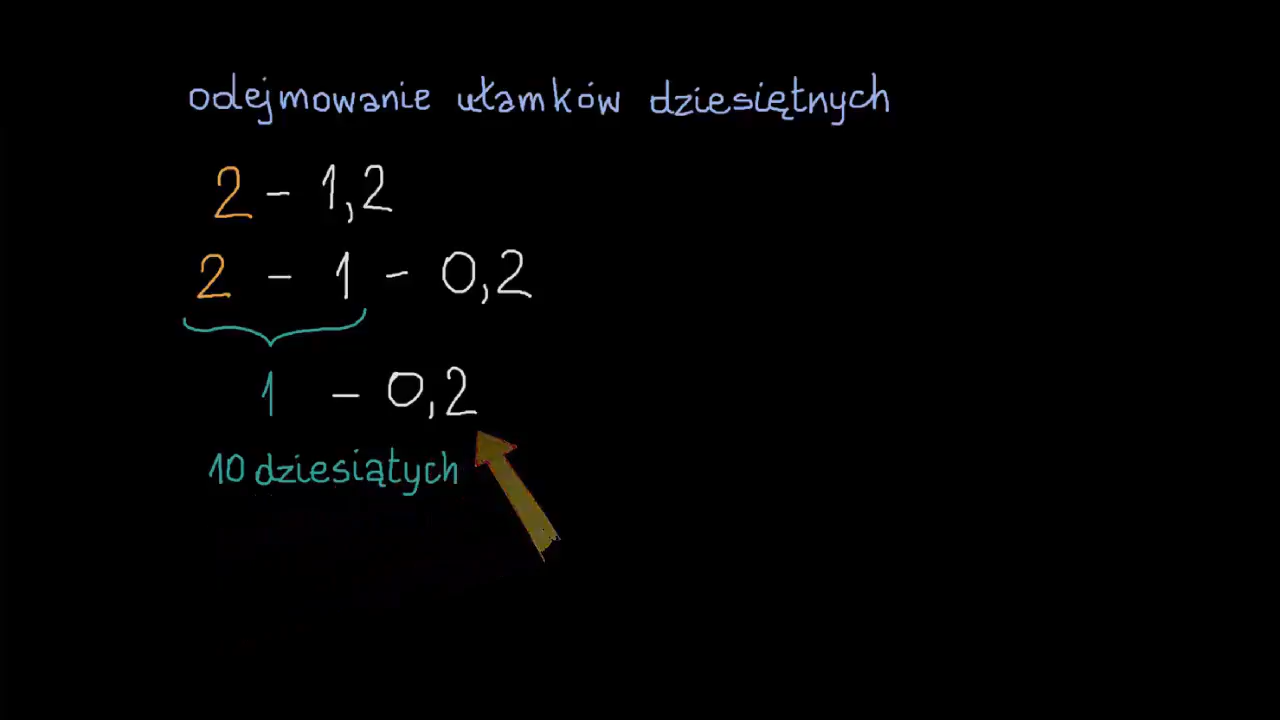 odejmowanie ułamków dziesiętnych
2 - 1,2
2 - 1 - 0,2
1 - 0,2
10 dziesiątych